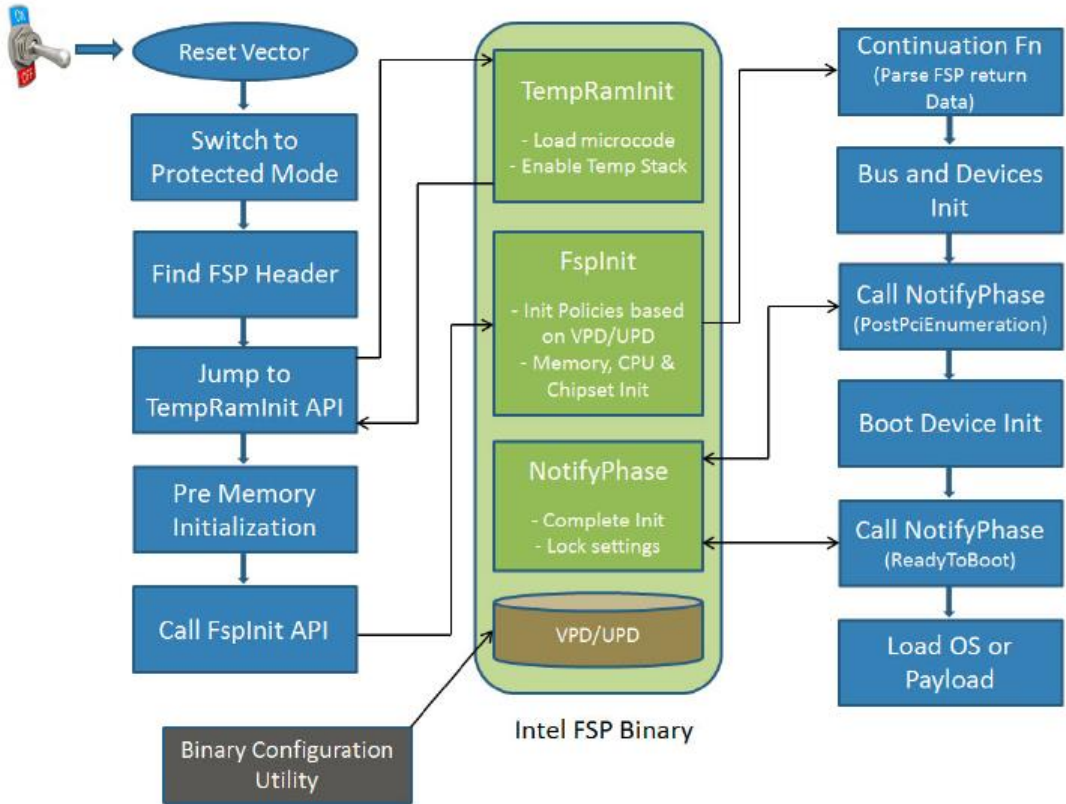 ON
OFF
Reset Vector
Switch to
Protected Mode
Find FSP Header
Jump to
TempRamInit API
Pre Memory
Initialization
Call FspInit API
Binary Configuration
Utility
TempRamInit
- Load microcode
- Enable Temp Stack
FspInit
- Init Policies based
on VPD/UPD
- Memory, CPU &
Chipset Init
NotifyPhase
- Complete Init
- Lock settings
VPD/UPD
Intel FSP Binary
Continuation Fn
(Parse FSP return
Data)
Bus and Devices
Init
Call NotifyPhase
(PostPciEnumeration)
Boot Device Init
Call NotifyPhase
(ReadyToBoot)
Load OS or
Payload